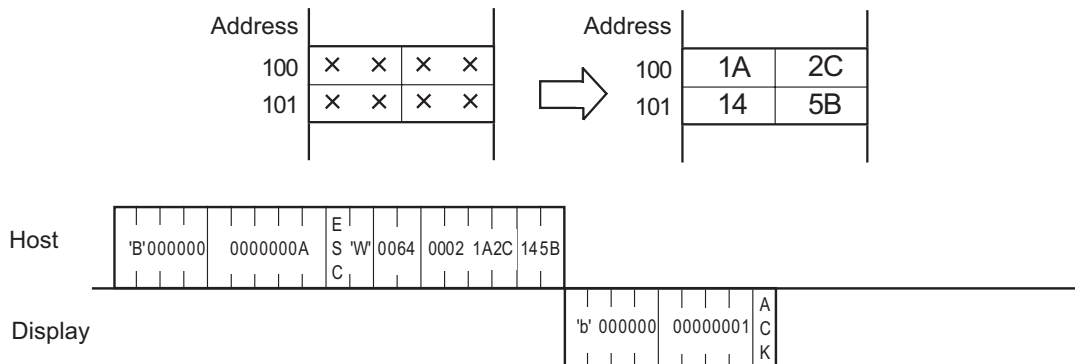 Address Address
100 × × × × 100 1A 2C
101 × × × × 101 14 5B
Host 'B'000000 0000000A ESC 'W' 0064 0002 1A2C 145B
Display 'b' 000000 00000001 ACK